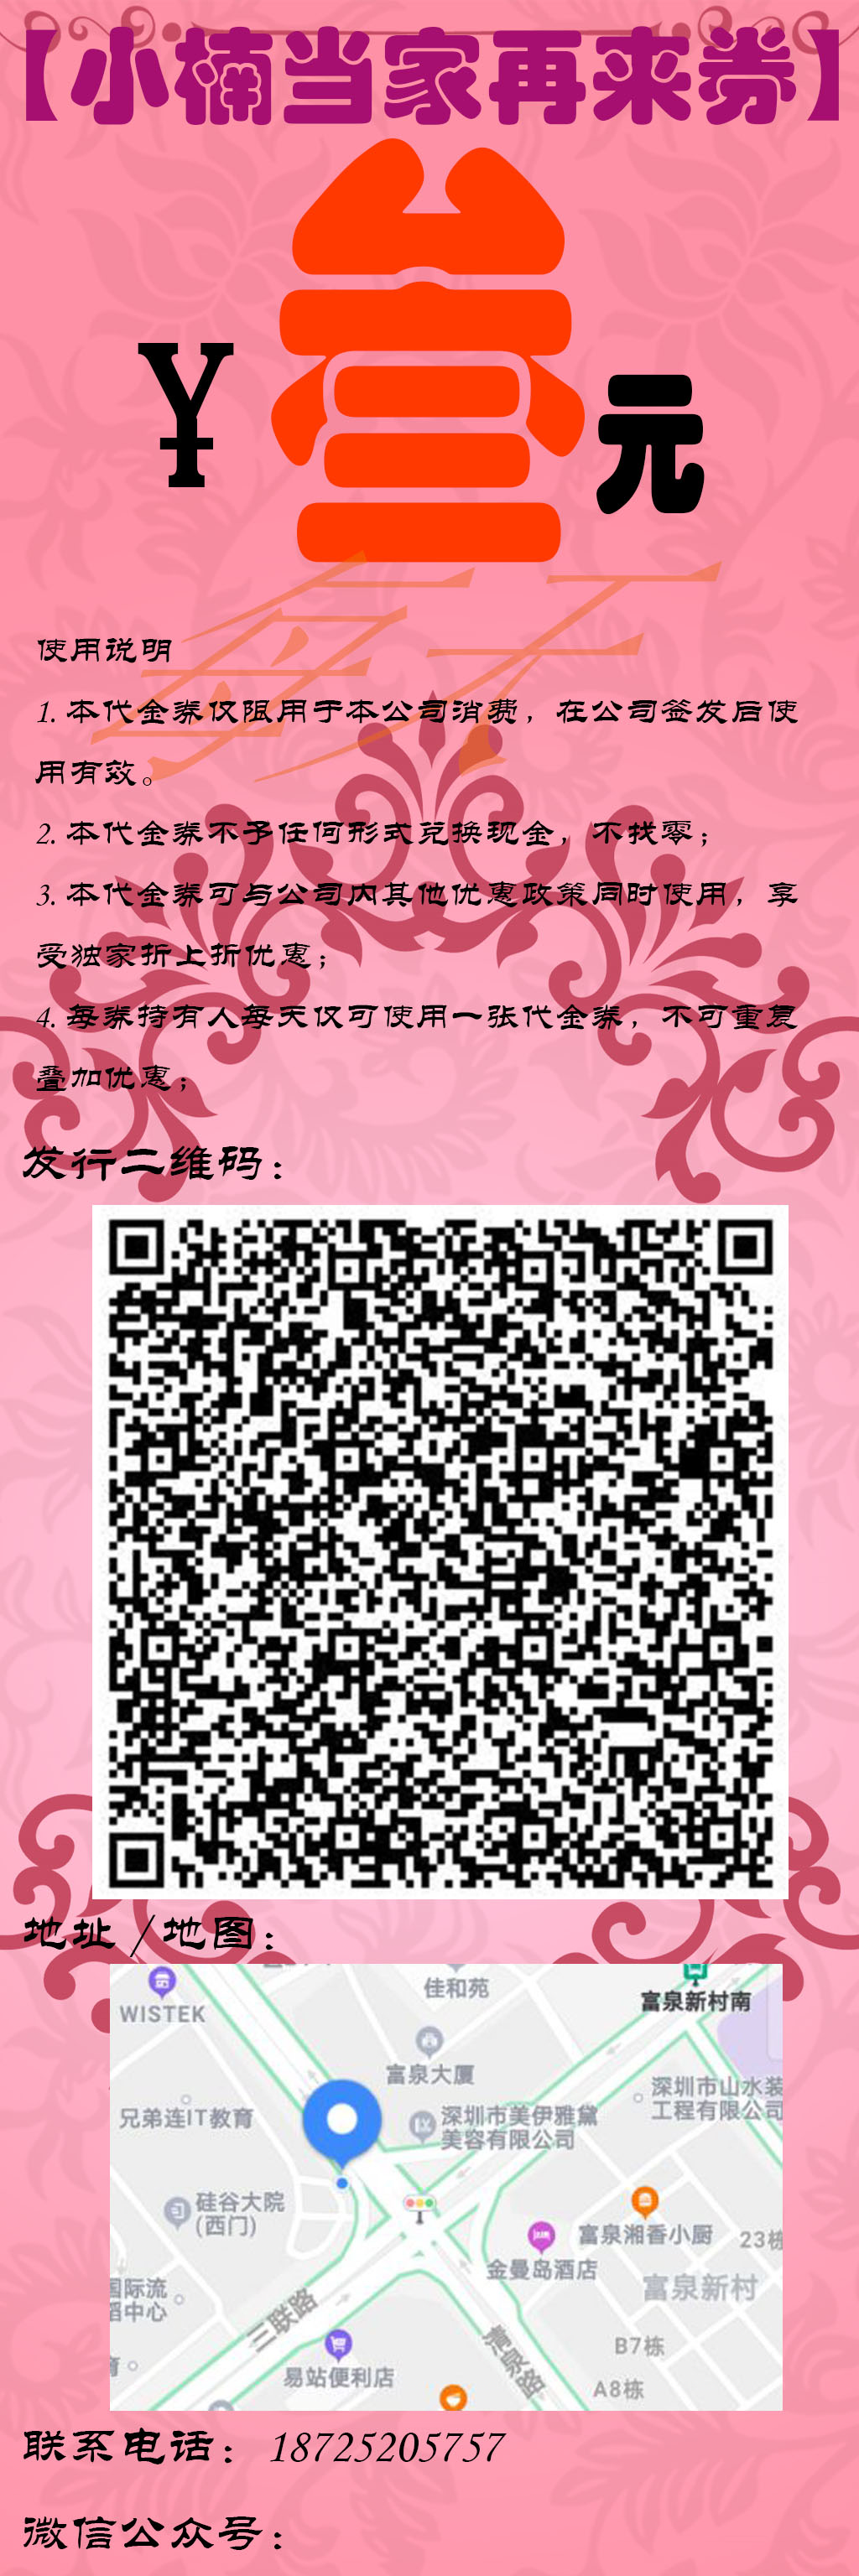 【小楠当家再来券】
¥ 叁 元
每天
使用说明
1. 本代金券仅限用于本公司消费，在公司签发后使
用有效。
2. 本代金券不予任何形式兑换现金，不找零；
3. 本代金券可与公司内其他优惠政策同时使用，享
受独家折上折优惠；
4. 每券持有人每天仅可使用一张代金券，不可重复
叠加优惠；
发行二维码：
地址／地图：
佳和苑
富泉新村南
WISTEK
富泉大厦
深圳市山水装
工程有限公司
兄弟连IT教育
深圳市美伊雅黛
美容有限公司
硅谷大院
(西门)
富泉湘香小厨
23栋
金曼岛酒店
国际流
富泉新村
三联路
清泉路
B7栋
易站便利店
A8栋
联系电话：18725205757
微信公众号：